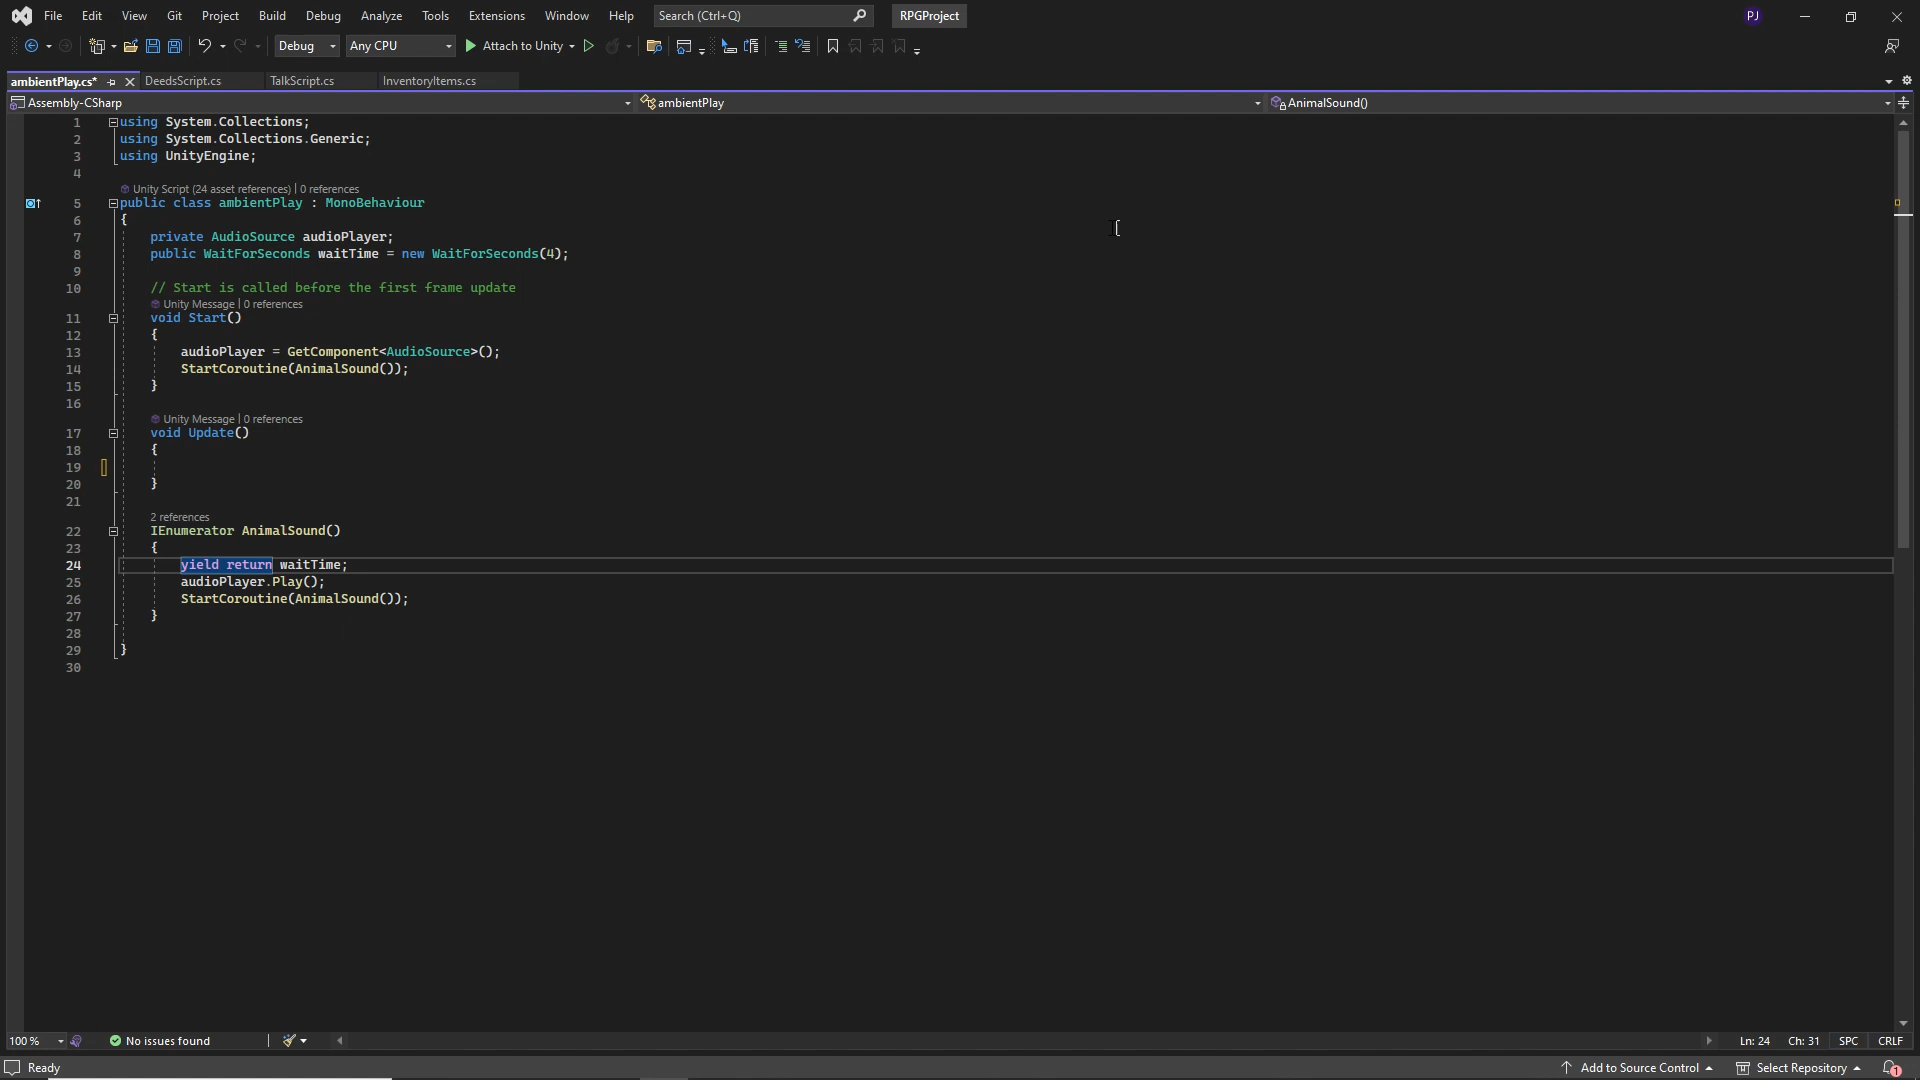 File Edit View Git Project Build Debug Analyze Tools Extensions Window Help Search (Ctrl+Q) RPGProject PJ
Debug Any CPU Attach to Unity
ambientPlay.cs* DeedsScript.cs TalkScript.cs InventoryItems.cs
Assembly-CSharp ambientPlay AnimalSound()
1 using System.Collections;
2 using System.Collections.Generic;
3 using UnityEngine;
4
Unity Script (24 asset references) | 0 references
5 public class ambientPlay : MonoBehaviour
6 {
7 private AudioSource audioPlayer;
8 public WaitForSeconds waitTime = new WaitForSeconds(4);
9
10 // Start is called before the first frame update
Unity Message | 0 references
11 void Start()
12 {
13 audioPlayer = GetComponent<AudioSource>();
14 StartCoroutine(AnimalSound());
15 }
16
Unity Message | 0 references
17 void Update()
18 {
19
20 }
21
2 references
22 IEnumerator AnimalSound()
23 {
24 yield return waitTime;
25 audioPlayer.Play();
26 StartCoroutine(AnimalSound());
27 }
28
29 }
30
100 % No issues found Ln: 24 Ch: 31 SPC CRLF
Ready Add to Source Control Select Repository 1